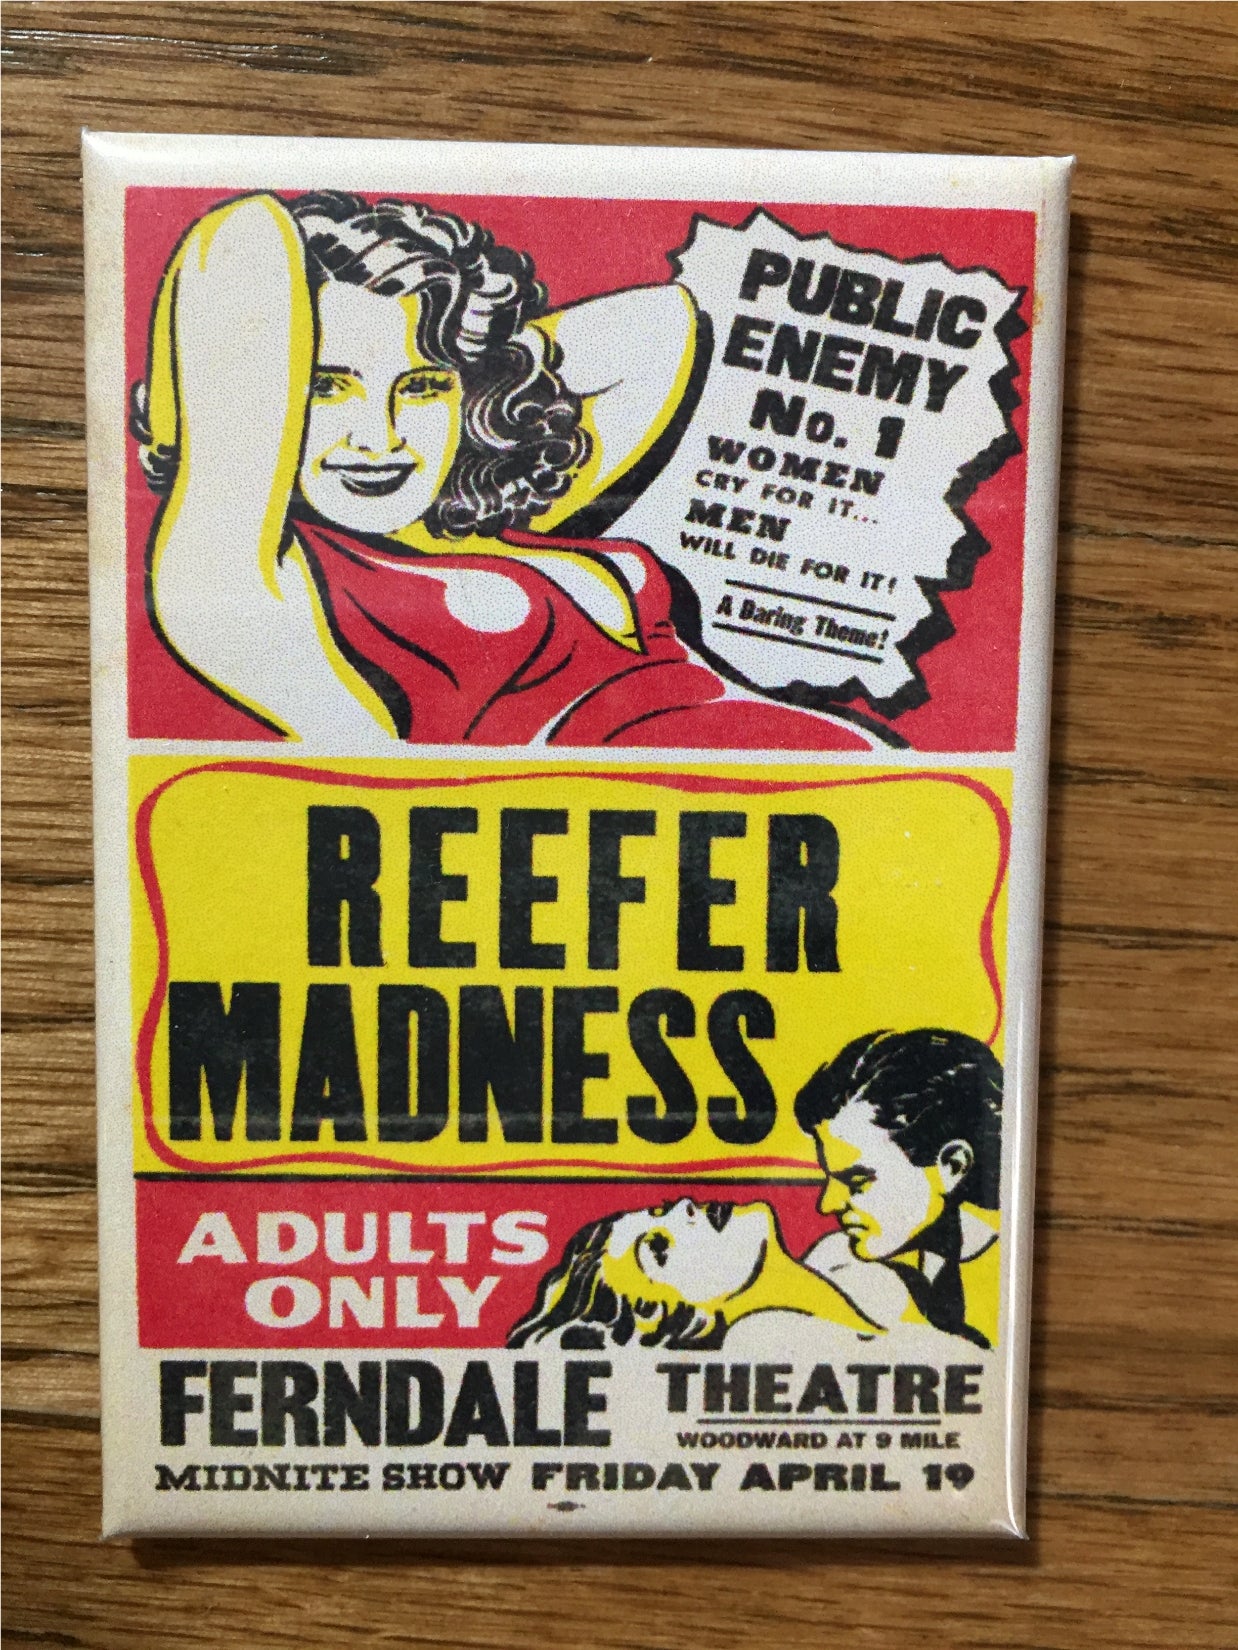 PUBLIC
ENEMY
No. 1
WOMEN
CRY FOR IT...
MEN
WILL DIE FOR IT!
A Daring Theme!
REEFER
MADNESS
ADULTS
ONLY
FERNDALE THEATRE
WOODWARD AT 9 MILE
MIDNITE SHOW FRIDAY APRIL 19